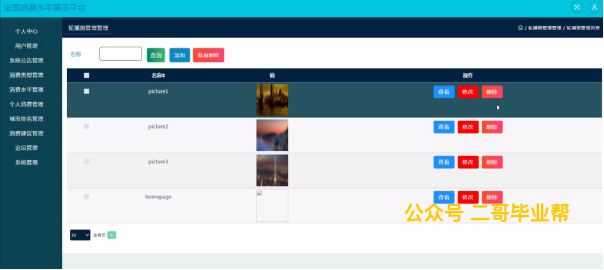 全国消费水平展示平台
个人中心
用户管理
系统公告管理
消费类型管理
消费水平管理
个人消费管理
城市排名管理
消费建议管理
论坛管理
系统管理
轮播图管理管理
/ 轮播图管理管理 / 轮播图管理列表
名称
查询
添加
批量删除
名称 值 操作
picture1 查看 修改 删除
picture2 查看 修改 删除
picture3 查看 修改 删除
homepage 查看 修改 删除
公众号 二哥毕业帮
10
1